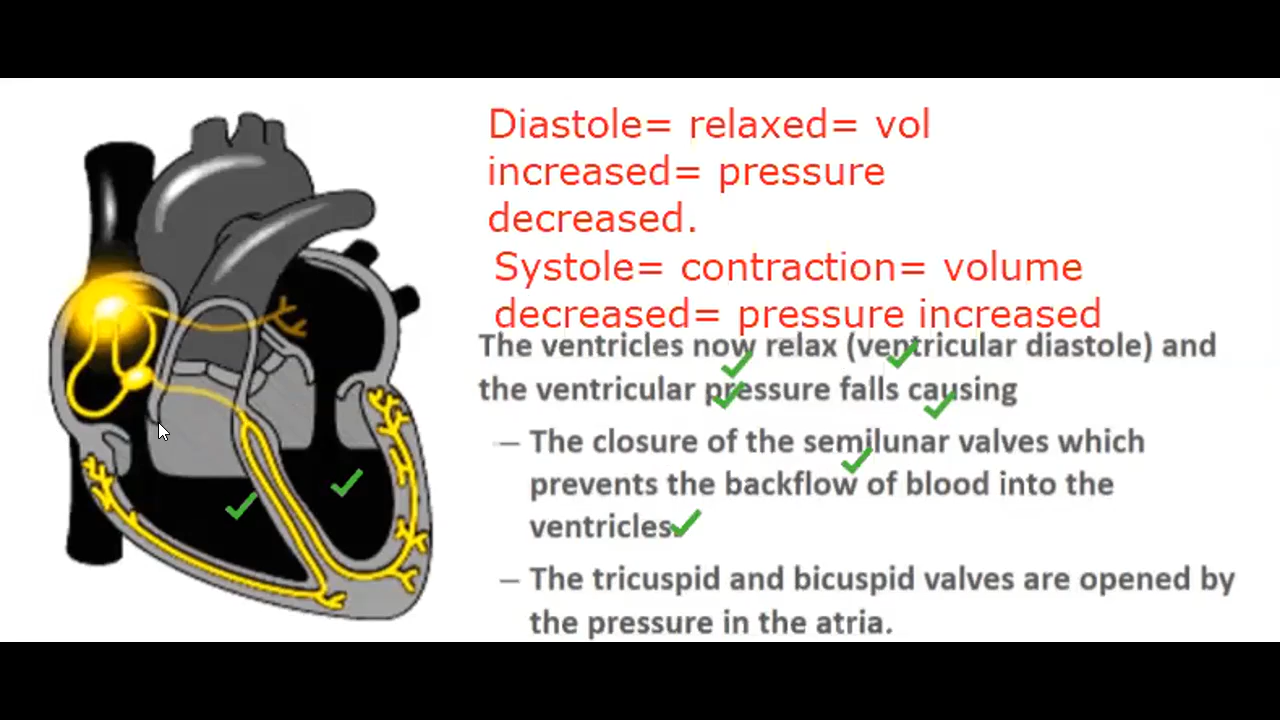 Diastole= relaxed= vol
increased= pressure
decreased.
Systole= contraction= volume
decreased= pressure increased
The ventricles now relax (ventricular diastole) and
the ventricular pressure falls causing
– The closure of the semilunar valves which
prevents the backflow of blood into the
ventricles.
– The tricuspid and bicuspid valves are opened by
the pressure in the atria.